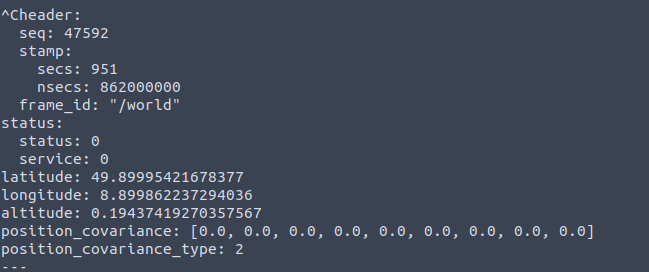 ^Cheader:
  seq: 47592
  stamp:
    secs: 951
    nsecs: 862000000
  frame_id: "/world"
status:
  status: 0
  service: 0
latitude: 49.89995421678377
longitude: 8.899862237294036
altitude: 0.19437419270357567
position_covariance: [0.0, 0.0, 0.0, 0.0, 0.0, 0.0, 0.0, 0.0, 0.0]
position_covariance_type: 2
---